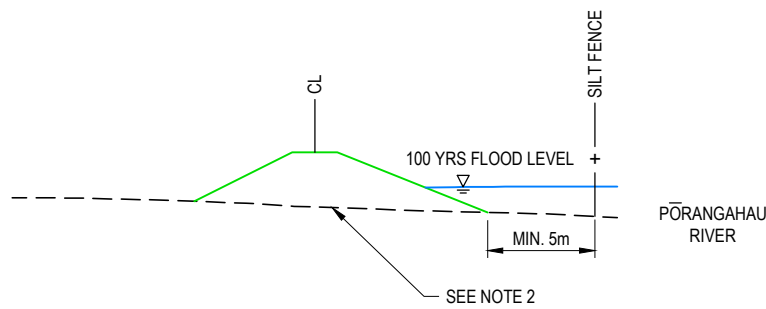 CL
SILT FENCE
100 YRS FLOOD LEVEL
PŌRANGAHAU
RIVER
MIN. 5m
SEE NOTE 2